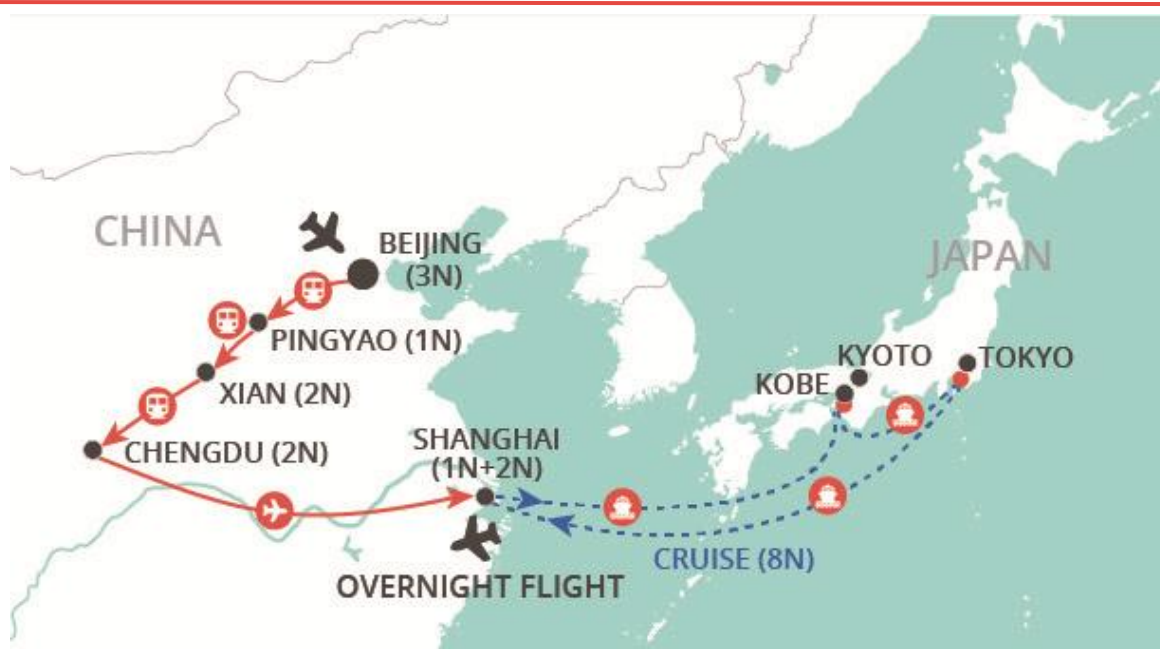 CHINA
BEIJING
(3N)
PINGYAO (1N)
XIAN (2N)
CHENGDU (2N)
SHANGHAI
(1N+2N)
OVERNIGHT FLIGHT
CRUISE (8N)
JAPAN
KYOTO
KOBE
TOKYO